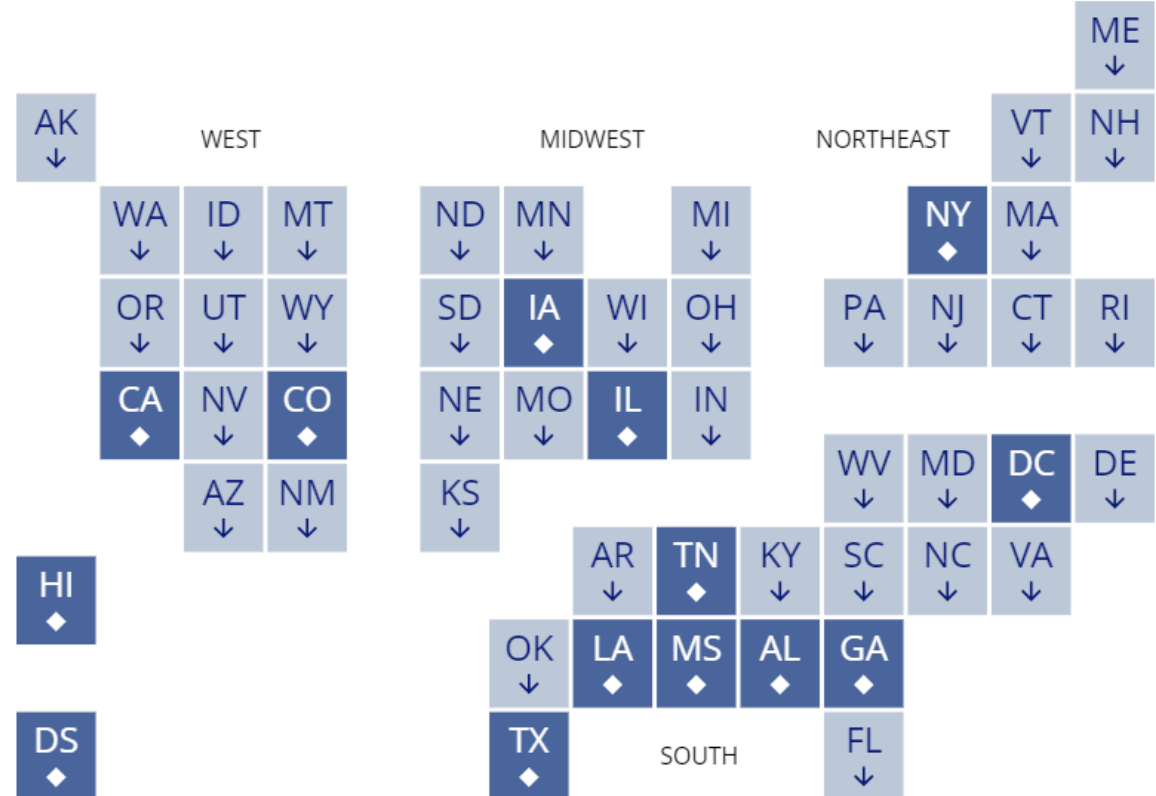 ME
↓
AK WEST MIDWEST NORTHEAST VT NH
↓ ↓ ↓
WA ID MT ND MN MI NY MA
↓ ↓ ↓ ↓ ↓ ↓ ◆ ↓
OR UT WY SD IA WI OH PA NJ CT RI
↓ ↓ ↓ ↓ ◆ ↓ ↓ ↓ ↓ ↓ ↓
CA NV CO NE MO IL IN
◆ ↓ ◆ ↓ ↓ ◆ ↓
WV MD DC DE
↓ ↓ ◆ ↓
AZ NM KS
↓ ↓ ↓
AR TN KY SC NC VA
↓ ◆ ↓ ↓ ↓ ↓
HI
◆
OK LA MS AL GA
↓ ◆ ◆ ◆ ◆
DS TX SOUTH FL
◆ ◆ ↓